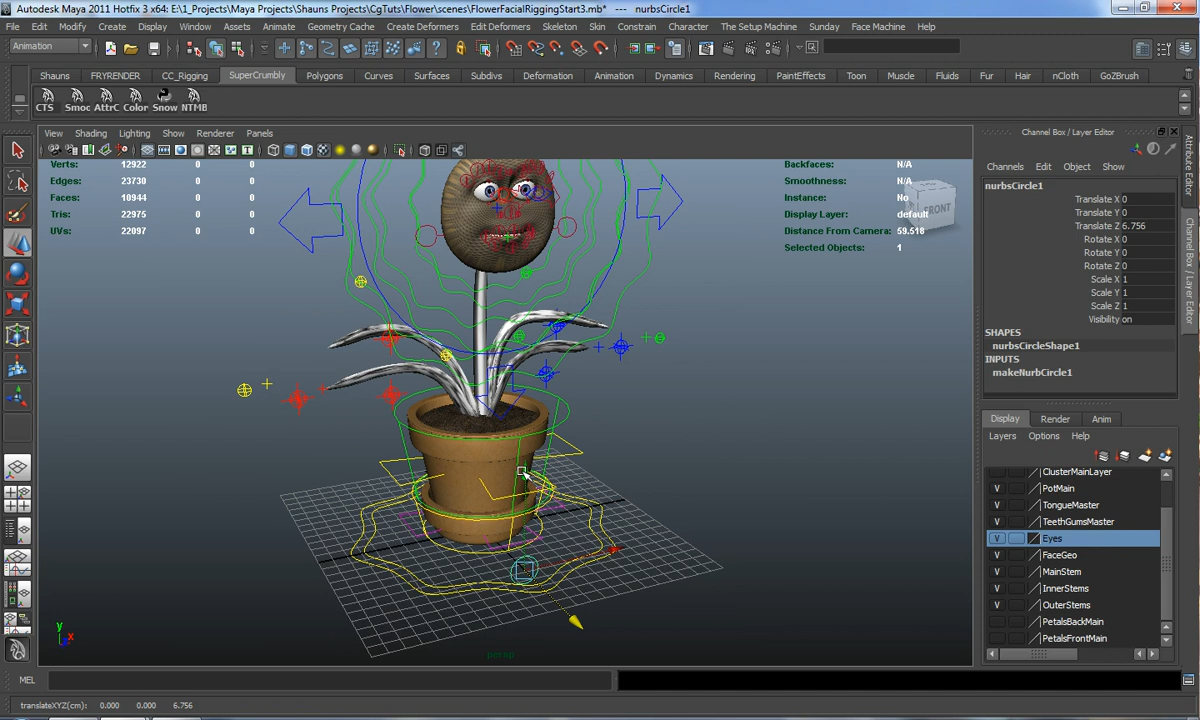 Autodesk Maya 2011 Hotfix 3 x64: E:\1_Projects\Maya Projects\Shauns Projects\CgTuts\Flower\scenes\FlowerFacialRiggingStart3.mb* --- nurbsCircle1
File Edit Modify Create Display Window Assets Animate Geometry Cache Create Deformers Edit Deformers Skeleton Skin Constraint Character The Setup Machine Sunday Face Machine Help
Animation
Shauns FRYRENDER CC_Rigging SuperCrumbly Polygons Curves Surfaces Subdivs Deformation Animation Dynamics Rendering PaintEffects Toon Muscle Fluids Fur Hair nCloth GoZBrush
CTS Smoc AttrC Color Snow NTMB
View Shading Lighting Show Renderer Panels
Verts: 12922 0 0
Edges: 23730 0 0
Faces: 10944 0 0
Tris: 22975 0 0
UVs: 22097 0 0
Backfaces: N/A
Smoothness: N/A
Instance: No
Display Layer: default
Distance From Camera: 59.518
Selected Objects: 1
FRONT
y
x
persp
Channel Box / Layer Editor
Channels Edit Object Show
nurbsCircle1
Translate X 0
Translate Y 0
Translate Z 6.756
Rotate X 0
Rotate Y 0
Rotate Z 0
Scale X 1
Scale Y 1
Scale Z 1
Visibility on
SHAPES
nurbsCircleShape1
INPUTS
makeNurbCircle1
Display Render Anim
Layers Options Help
ClusterMainLayer
V PotMain
V TongueMaster
V TeethGumsMaster
V Eyes
V FaceGeo
V MainStem
V InnerStems
V OuterStems
PetalsBackMain
PetalsFrontMain
Attribute Editor
Channel Box / Layer Editor
MEL
translateXYZ(cm): 0.000 0.000 6.756